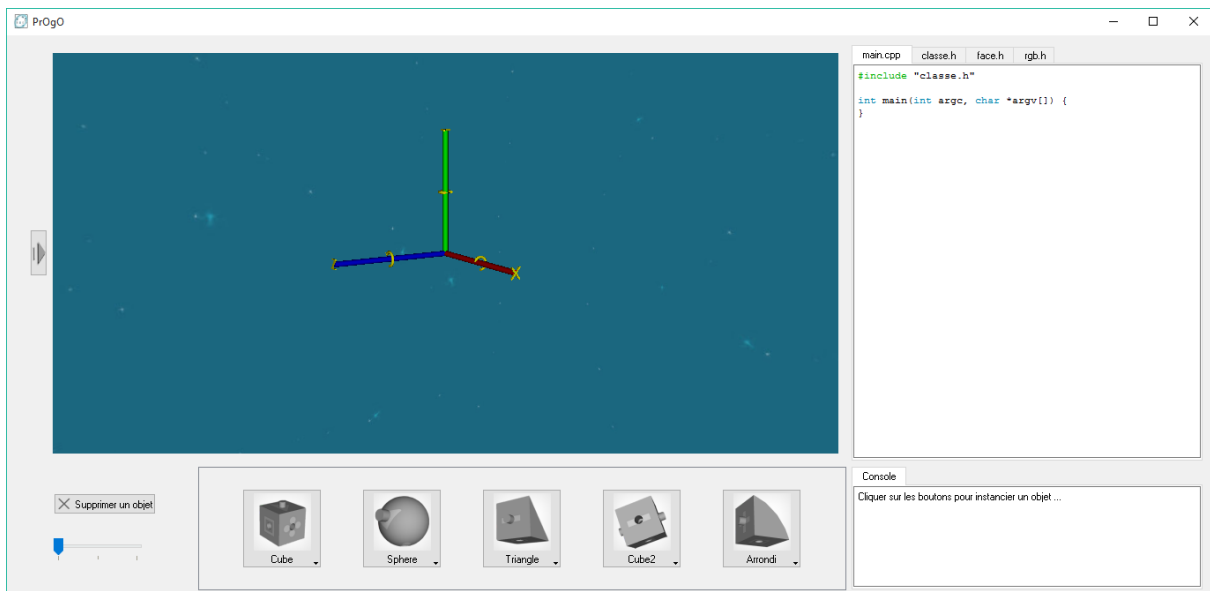 PrOgO
main.cpp classe.h face.h rgb.h
#include "classe.h"
int main(int argc, char *argv[]) {
}
X
Supprimer un objet
Cube Sphere Triangle Cube2 Arrondi
Console
Cliquer sur les boutons pour instancier un objet ...